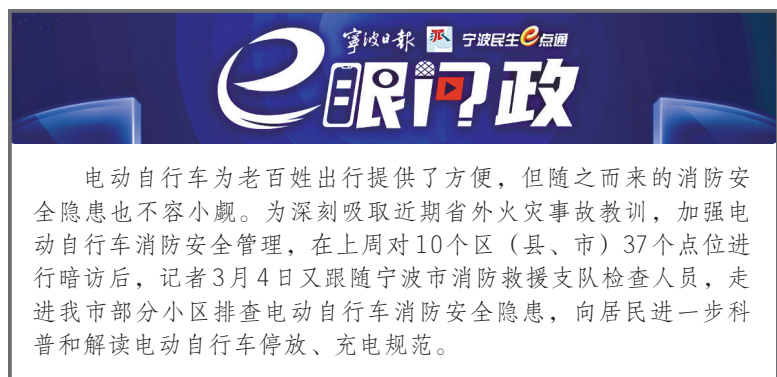 宁波日报 宁波民生e点通
e眼问政
电动自行车为老百姓出行提供了方便，但随之而来的消防安
全隐患也不容小觑。为深刻吸取近期省外火灾事故教训，加强电
动自行车消防安全管理，在上周对10个区（县、市）37个点位进
行暗访后，记者3月4日又跟随宁波市消防救援支队检查人员，走
进我市部分小区排查电动自行车消防安全隐患，向居民进一步科
普和解读电动自行车停放、充电规范。